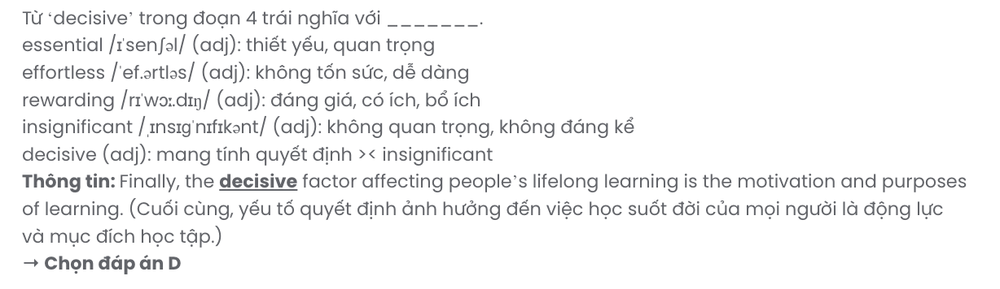 Từ ‘decisive’ trong đoạn 4 trái nghĩa với _______.
essential /ɪˈsenʃəl/ (adj): thiết yếu, quan trọng
effortless /ˈef.ərtləs/ (adj): không tốn sức, dễ dàng
rewarding /rɪˈwɔː.dɪŋ/ (adj): đáng giá, có ích, bổ ích
insignificant /ˌɪnsɪɡˈnɪfɪkənt/ (adj): không quan trọng, không đáng kể
decisive (adj): mang tính quyết định >< insignificant
Thông tin: Finally, the decisive factor affecting people’s lifelong learning is the motivation and purposes
of learning. (Cuối cùng, yếu tố quyết định ảnh hưởng đến việc học suốt đời của mọi người là động lực
và mục đích học tập.)
→ Chọn đáp án D